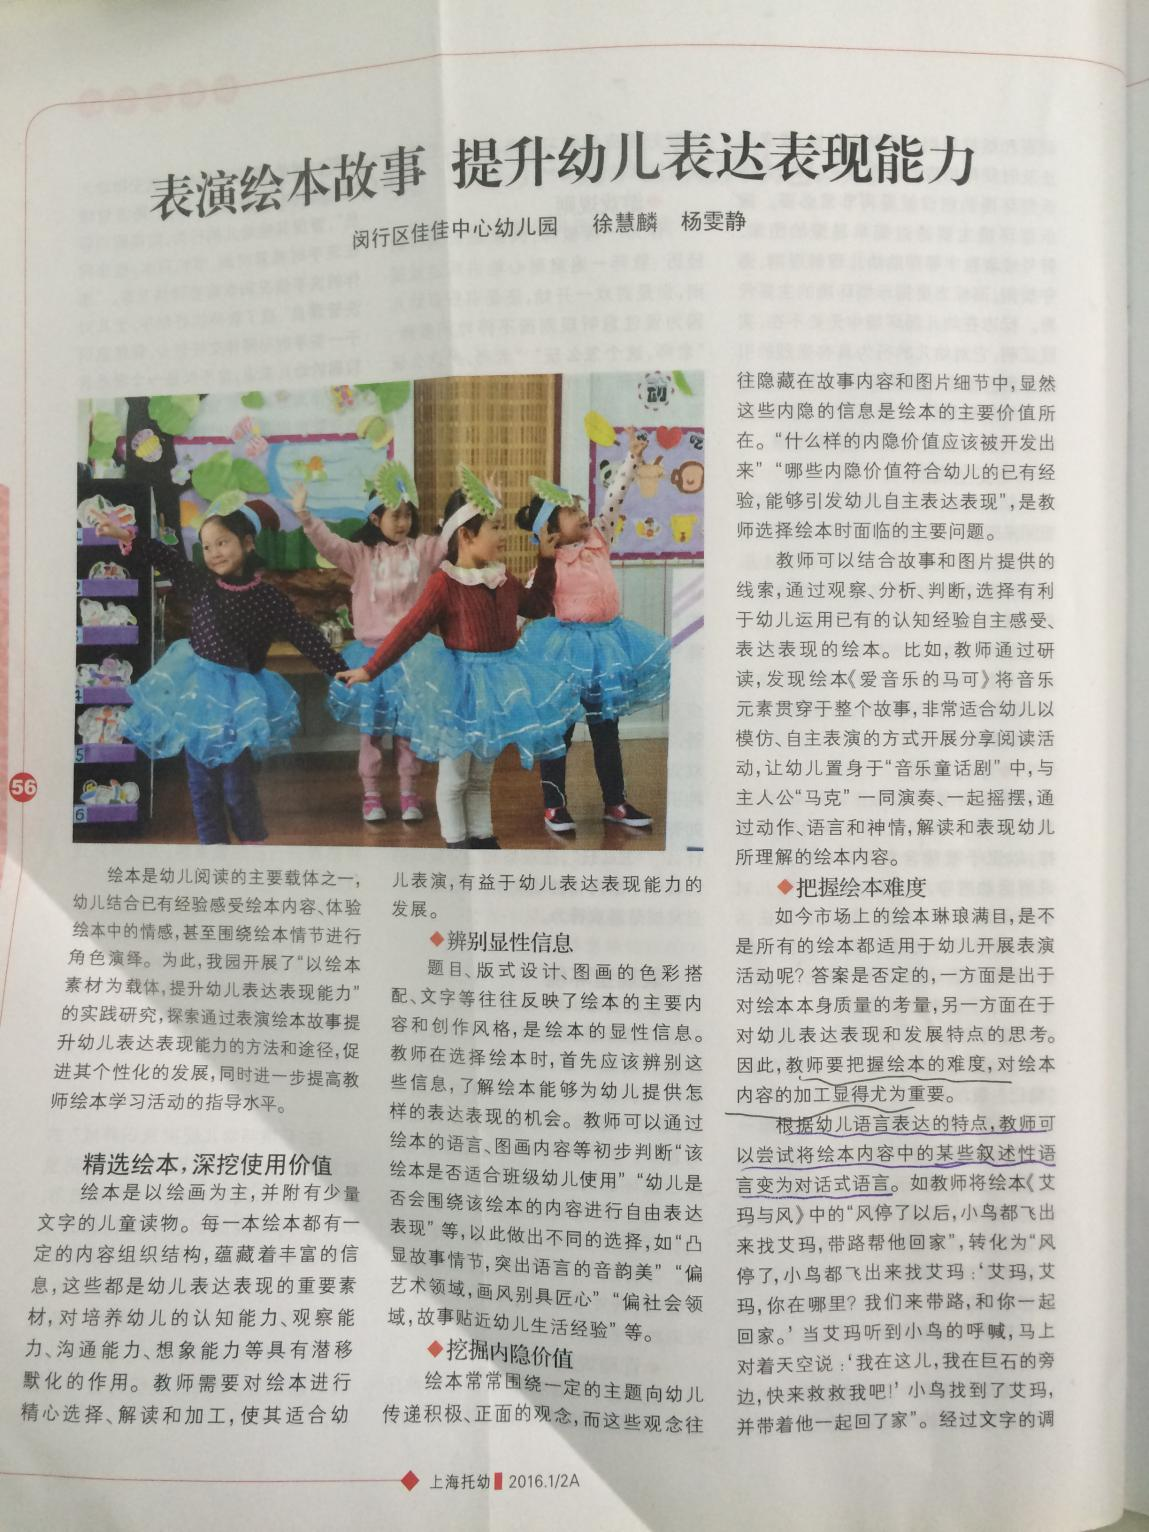 表演绘本故事 提升幼儿表达表现能力
闵行区佳佳中心幼儿园 徐慧麟 杨雯静
绘本是幼儿阅读的主要载体之一,
幼儿结合已有经验感受绘本内容、体验
绘本中的情感,甚至围绕绘本情节进行
角色演绎。为此,我园开展了“以绘本
素材为载体,提升幼儿表达表现能力”
的实践研究,探索通过表演绘本故事提
升幼儿表达表现能力的方法和途径,促
进其个性化的发展,同时进一步提高教
师绘本学习活动的指导水平。
精选绘本,深挖使用价值
绘本是以绘画为主,并附有少量
文字的儿童读物。每一本绘本都有一
定的内容组织结构,蕴藏着丰富的信
息,这些都是幼儿表达表现的重要素
材,对培养幼儿的认知能力、观察能
力、沟通能力、想象能力等具有潜移
默化的作用。教师需要对绘本进行
精心选择、解读和加工,使其适合幼
儿表演,有益于幼儿表达表现能力的
发展。
◆辨别显性信息
题目、版式设计、图画的色彩搭
配、文字等往往反映了绘本的主要内
容和创作风格,是绘本的显性信息。
教师在选择绘本时,首先应该辨别这
些信息,了解绘本能够为幼儿提供怎
样的表达表现的机会。教师可以通过
绘本的语言、图画内容等初步判断“该
绘本是否适合班级幼儿使用”“幼儿是
否会围绕该绘本的内容进行自由表达
表现”等,以此做出不同的选择,如“凸
显故事情节,突出语言的音韵美”“偏
艺术领域,画风别具匠心”“偏社会领
域,故事贴近幼儿生活经验”等。
◆挖掘内隐价值
绘本常常围绕一定的主题向幼儿
传递积极、正面的观念,而这些观念往
往隐藏在故事内容和图片细节中,显然
这些内隐的信息是绘本的主要价值所
在。“什么样的内隐价值应该被开发出
来”“哪些内隐价值符合幼儿的已有经
验,能够引发幼儿自主表达表现”,是教
师选择绘本时面临的主要问题。
教师可以结合故事和图片提供的
线索,通过观察、分析、判断,选择有利
于幼儿运用已有的认知经验自主感受、
表达表现的绘本。比如,教师通过研
读,发现绘本《爱音乐的马可》将音乐
元素贯穿于整个故事,非常适合幼儿以
模仿、自主表演的方式开展分享阅读活
动,让幼儿置身于“音乐童话剧”中,与
主人公“马克”一同演奏、一起摇摆,通
过动作、语言和神情,解读和表现幼儿
所理解的绘本内容。
◆把握绘本难度
如今市场上的绘本琳琅满目,是不
是所有的绘本都适用于幼儿开展表演
活动呢?答案是否定的,一方面是出于
对绘本本身质量的考量,另一方面在于
对幼儿表达表现和发展特点的思考。
因此,教师要把握绘本的难度,对绘本
内容的加工显得尤为重要。
根据幼儿语言表达的特点,教师可
以尝试将绘本内容中的某些叙述性语
言变为对话式语言。如教师将绘本《艾
玛与风》中的“风停了以后,小鸟都飞出
来找艾玛,带路帮他回家”,转化为“风
停了,小鸟都飞出来找艾玛:‘艾玛,艾
玛,你在哪里?我们来带路,和你一起
回家。’当艾玛听到小鸟的呼喊,马上
对着天空说:‘我在这儿,我在巨石的旁
边,快来救救我吧!’小鸟找到了艾玛,
并带着他一起回了家”。经过文字的调
56
上海托幼 2016.1/2A